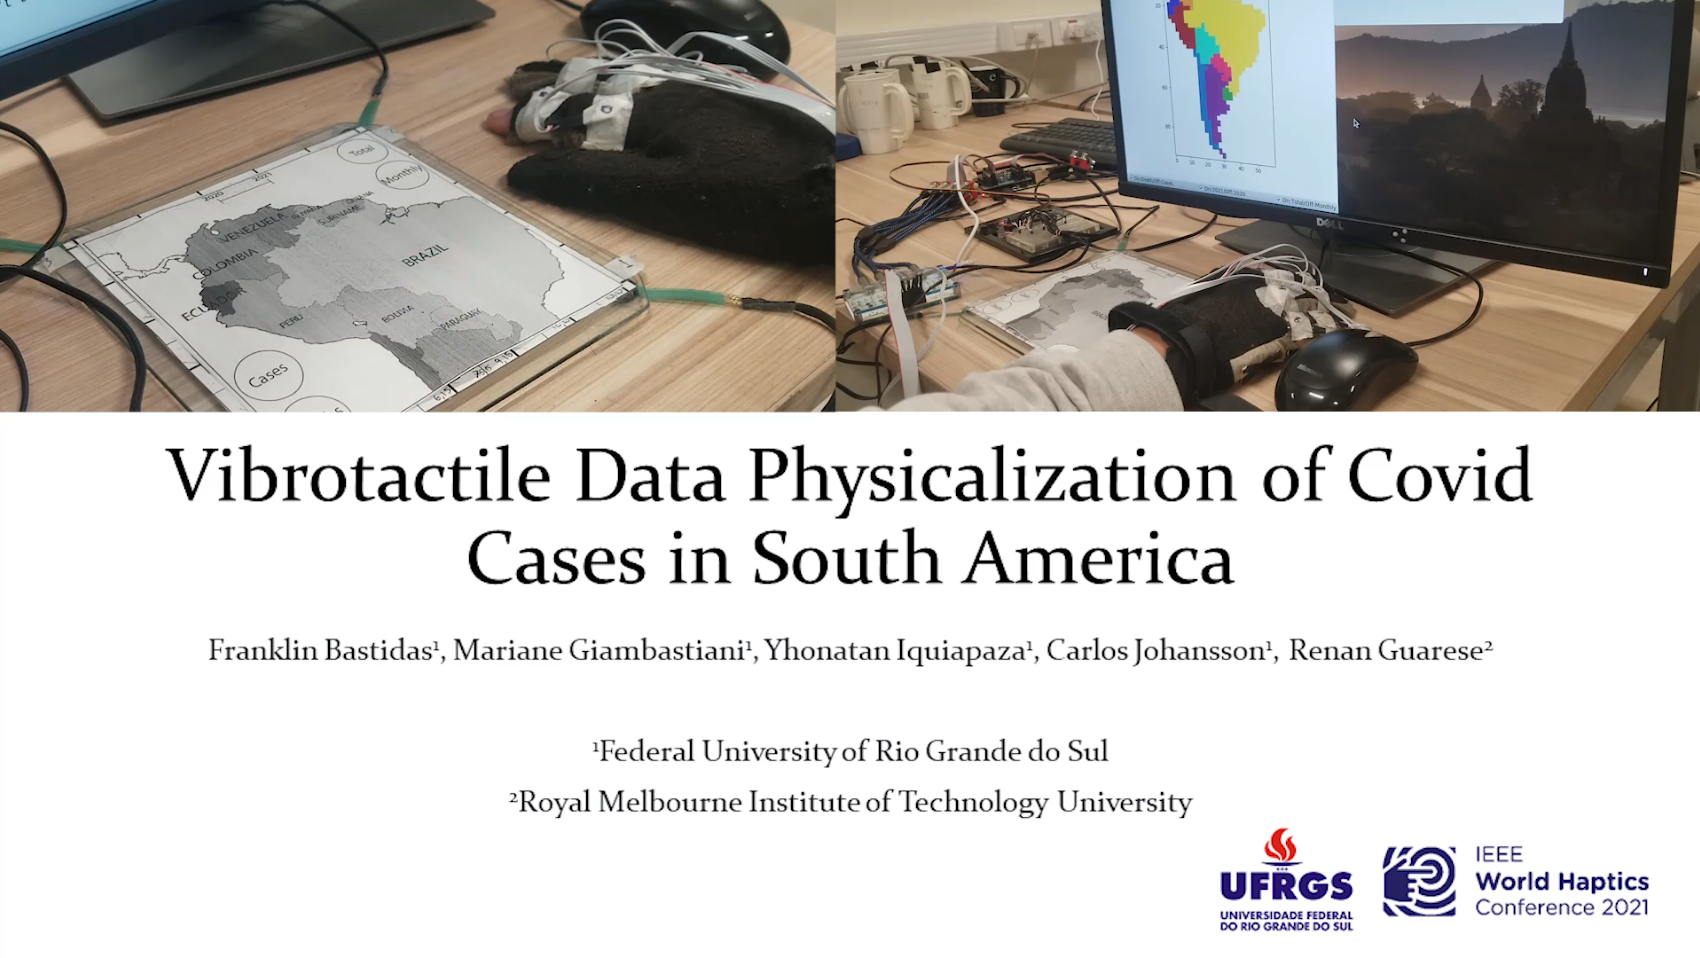 Total
Monthly
2020
2021
VENEZUELA
SURINAME
COLOMBIA
BRAZIL
PERU
BOLIVIA
PARAGUAY
Cases
DELL
Vibrotactile Data Physicalization of Covid
Cases in South America
Franklin Bastidas¹, Mariane Giambastiani¹, Yhonatan Iquiapaza¹, Carlos Johansson¹, Renan Guarese²
¹Federal University of Rio Grande do Sul
²Royal Melbourne Institute of Technology University
UFRGS
UNIVERSIDADE FEDERAL
DO RIO GRANDE DO SUL
IEEE
World Haptics
Conference 2021